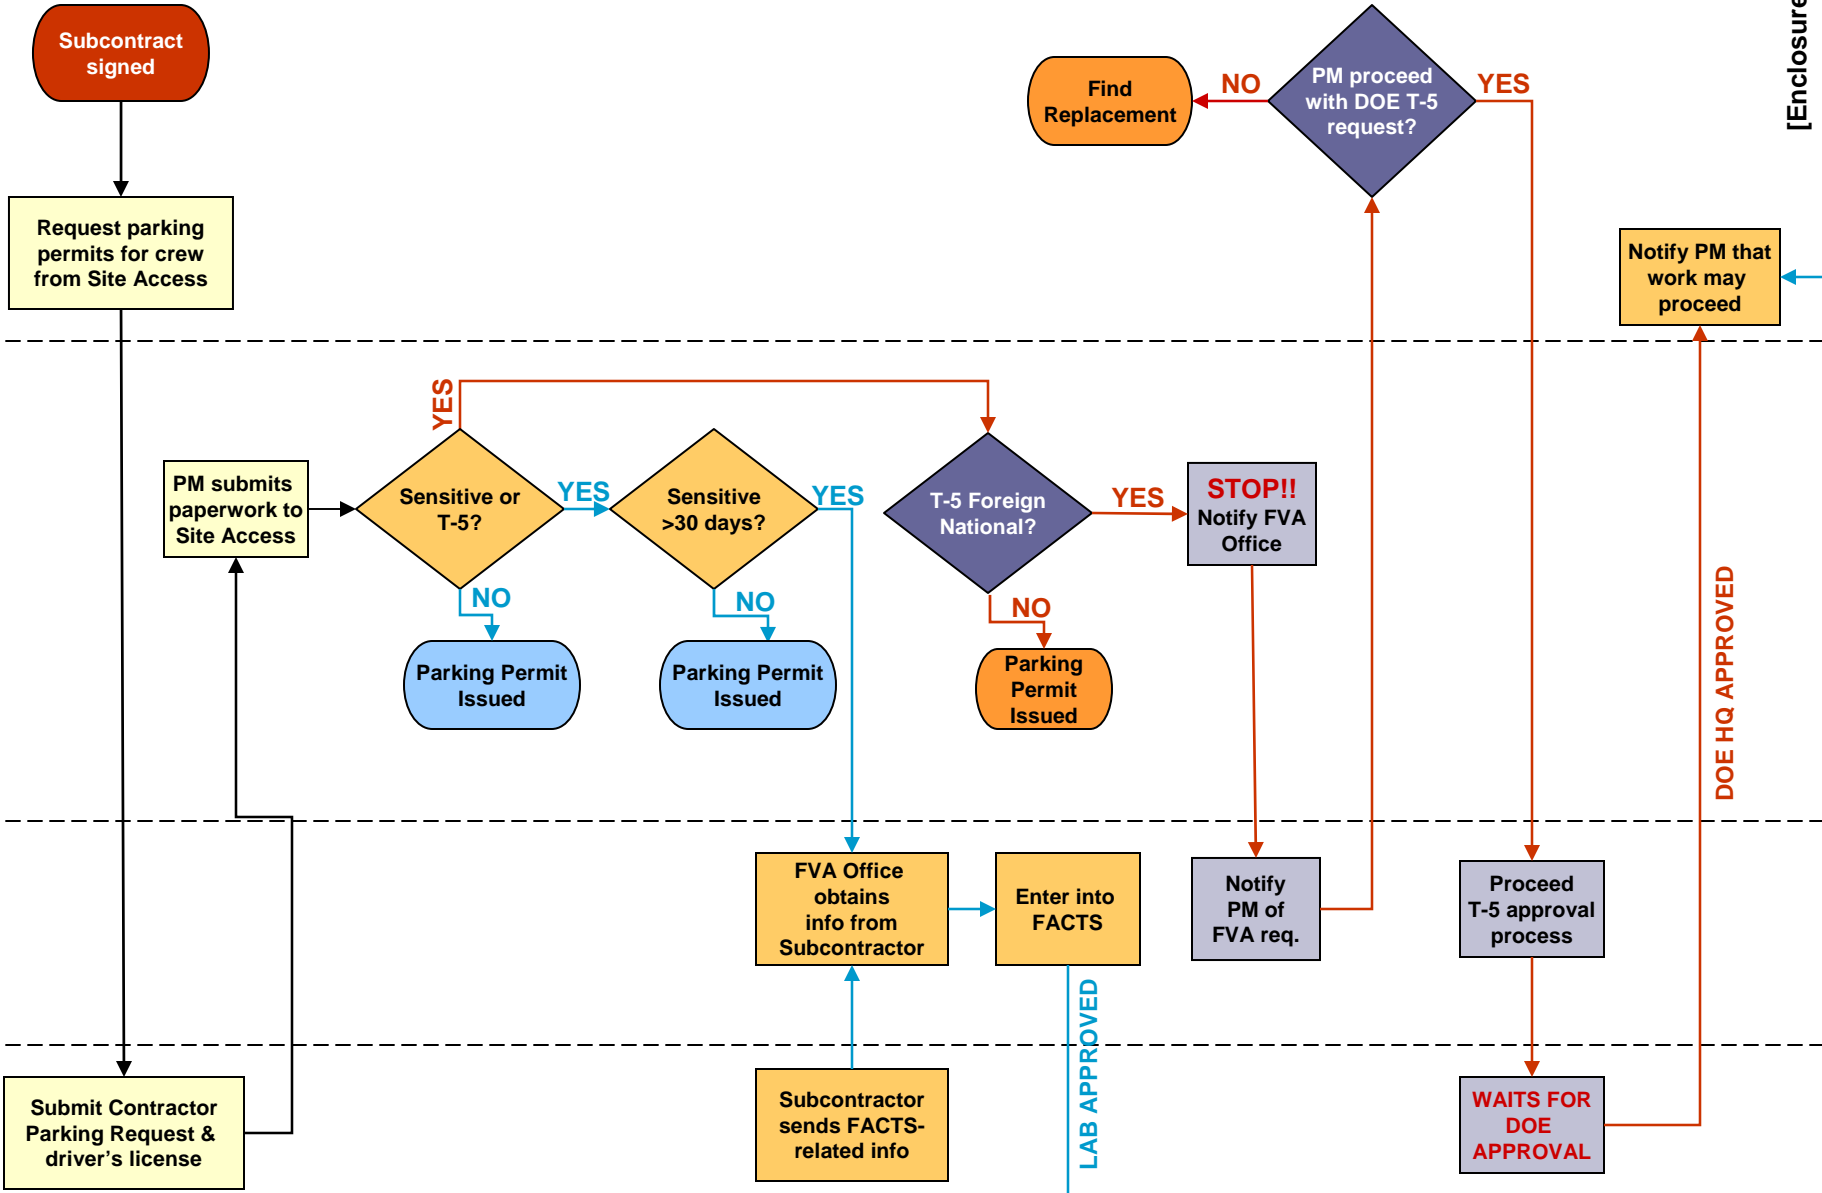 Subcontract
signed
Find
Replacement
NO
PM proceed
with DOE T-5
request?
YES
[Enclosure
Request parking
permits for crew
from Site Access
Notify PM that
work may
proceed
YES
PM submits
paperwork to
Site Access
Sensitive or
T-5?
YES
Sensitive
>30 days?
YES
T-5 Foreign
National?
YES
STOP!!
Notify FVA
Office
NO
NO
NO
Parking Permit
Issued
Parking Permit
Issued
Parking
Permit
Issued
DOE HQ APPROVED
FVA Office
obtains
info from
Subcontractor
Enter into
FACTS
Notify
PM of
FVA req.
Proceed
T-5 approval
process
LAB APPROVED
Submit Contractor
Parking Request &
driver's license
Subcontractor
sends FACTS-
related info
WAITS FOR
DOE
APPROVAL